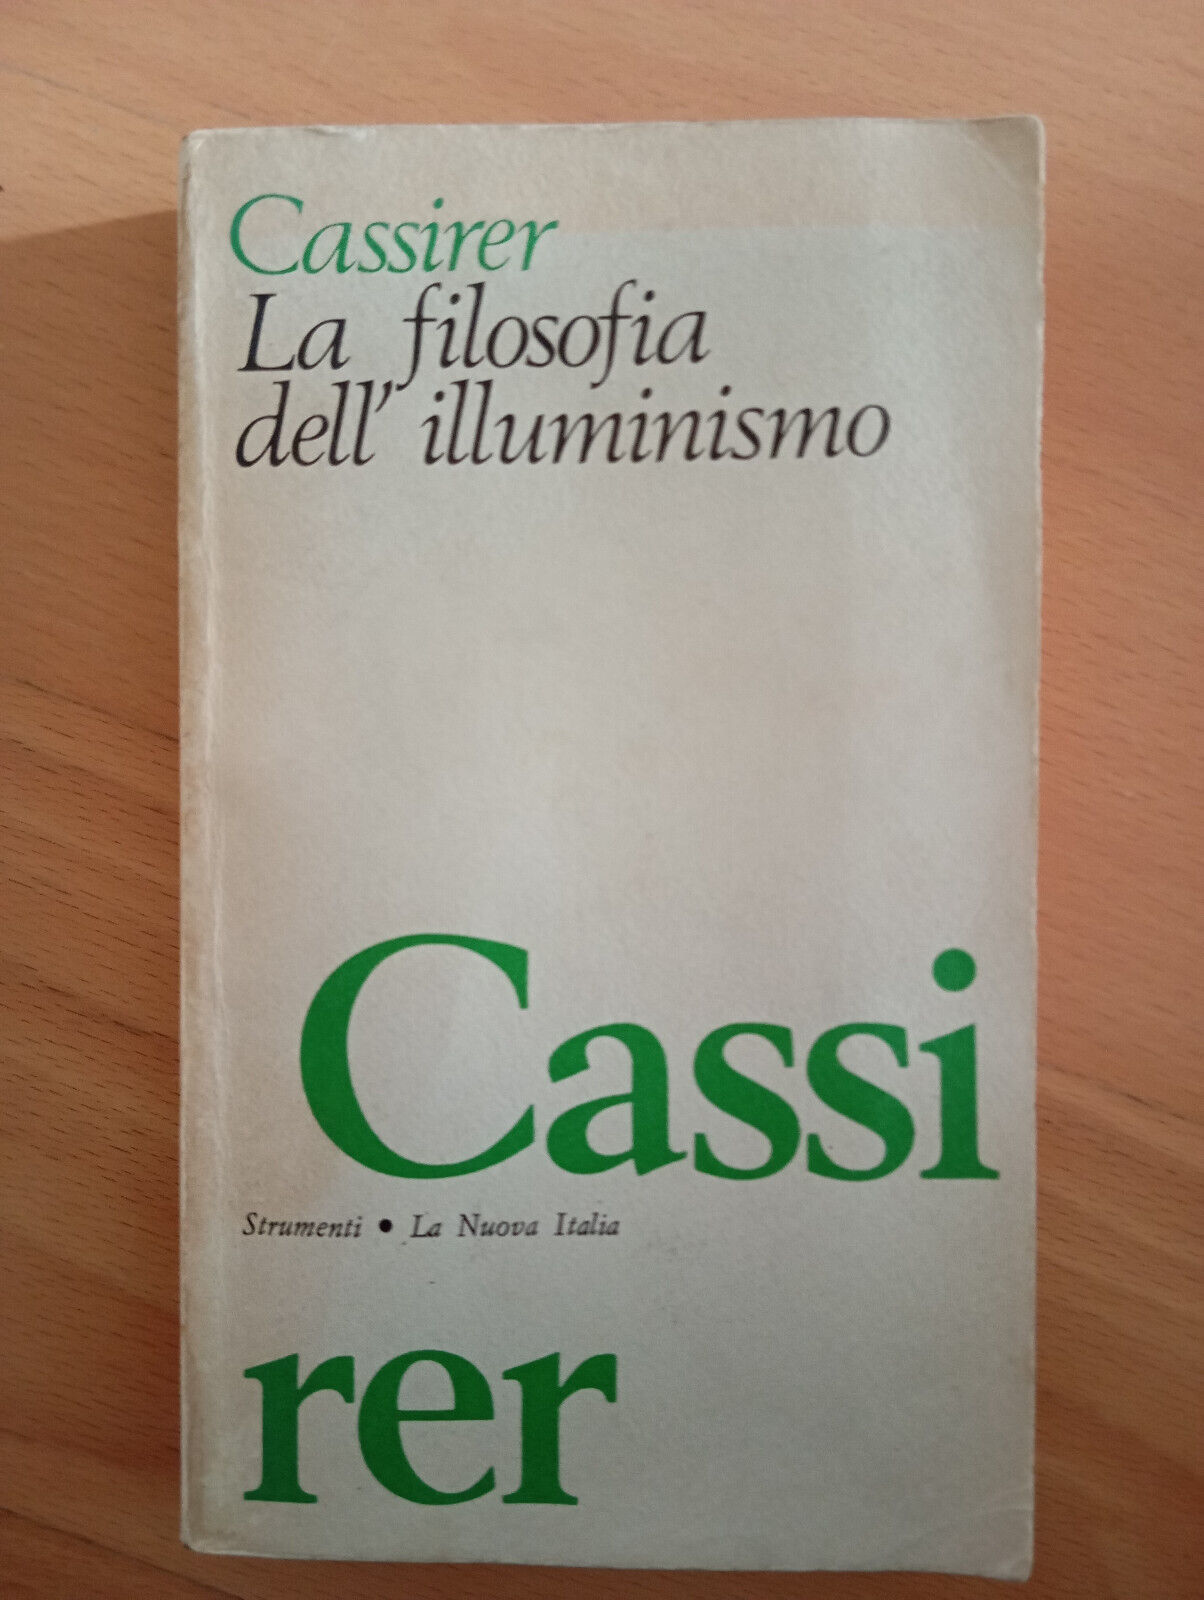 Cassirer
La filosofia
dell'illuminismo
Cassi
Strumenti • La Nuova Italia
rer